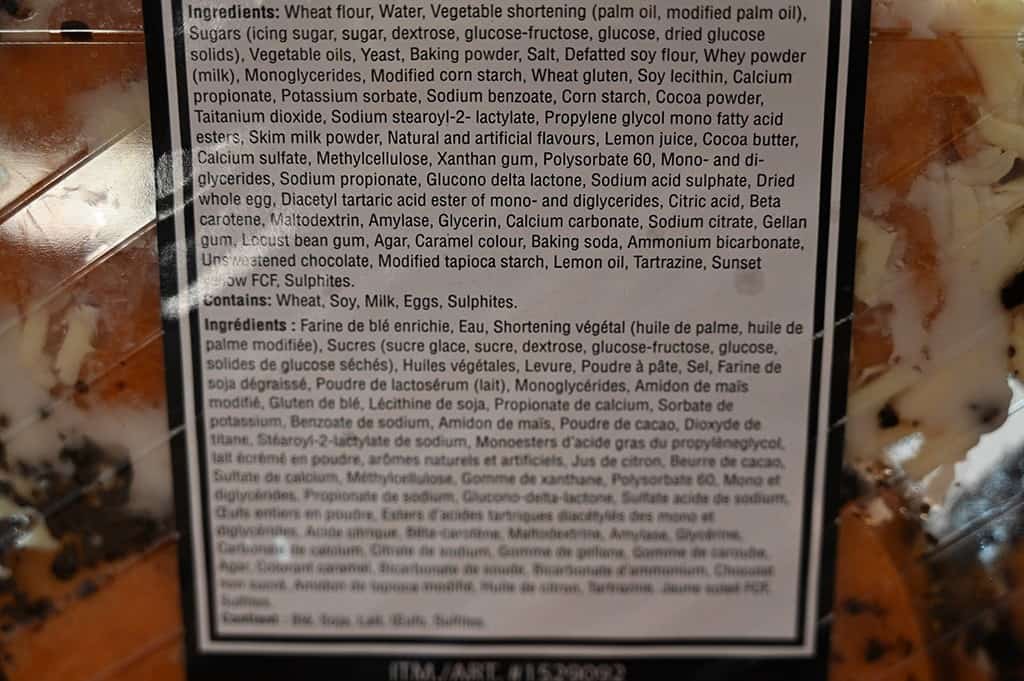 Ingredients: Wheat flour, Water, Vegetable shortening (palm oil, modified palm oil),
Sugars (icing sugar, sugar, dextrose, glucose-fructose, glucose, dried glucose
solids), Vegetable oils, Yeast, Baking powder, Salt, Defatted soy flour, Whey powder
(milk), Monoglycerides, Modified corn starch, Wheat gluten, Soy lecithin, Calcium
propionate, Potassium sorbate, Sodium benzoate, Corn starch, Cocoa powder,
Taitanium dioxide, Sodium stearoyl-2- lactylate, Propylene glycol mono fatty acid
esters, Skim milk powder, Natural and artificial flavours, Lemon juice, Cocoa butter,
Calcium sulfate, Methylcellulose, Xanthan gum, Polysorbate 60, Mono- and di-
glycerides, Sodium propionate, Glucono delta lactone, Sodium acid sulphate, Dried
whole egg, Diacetyl tartaric acid ester of mono- and diglycerides, Citric acid, Beta
carotene, Maltodextrin, Amylase, Glycerin, Calcium carbonate, Sodium citrate, Gellan
gum, Locust bean gum, Agar, Caramel colour, Baking soda, Ammonium bicarbonate,
Unsweetened chocolate, Modified tapioca starch, Lemon oil, Tartrazine, Sunset
FCF, Sulphites.
Contains: Wheat, Soy, Milk, Eggs, Sulphites.
Ingrédients : Farine de blé enrichie, Eau, Shortening végétal (huile de palme, huile de
palme modifiée), Sucres (sucre glace, sucre, dextrose, glucose-fructose, glucose,
solides de glucose séchés), Huiles végétales, Levure, Poudre à pâte, Sel, Farine de
soja dégraissé, Poudre de lactosérum (lait), Monoglycérides, Amidon de maïs
modifié, Gluten de blé, Lécithine de soja, Propionate de calcium, Sorbate de
potassium, Benzoate de sodium, Amidon de maïs, Poudre de cacao, Dioxyde de
titane, Stéaroyl-2-lactylate de sodium, Monoesters d'acide gras du propylèneglycol,
lait écrémé en poudre, arômes naturels et artificiels, Jus de citron, Beurre de cacao,
Sulfate de calcium, Méthylcellulose, Gomme de xanthane, Polysorbate 60, Mono et
diglycérides, Propionate de sodium, Glucono-delta-lactone, Sulfate acide de sodium,
Œufs entiers en poudre, Esters d'acides tartriques diacétylés des mono et
diglycérides, Acide citrique, Bêta-carotène, Maltodextrine, Amylase, Glycérine,
Carbonate de calcium, Citrate de sodium, Gomme de gellane, Gomme de caroube,
Agar, Colorant caramel, Bicarbonate de soude, Bicarbonate d'ammonium, Chocolat
non sucré, Amidon de tapioca modifié, Huile de citron, Tartrazine, Jaune soleil FCF,
Sulfites.
Contient : Blé, Soja, Lait, Œufs, Sulfites.
ITM./ART. #1529092